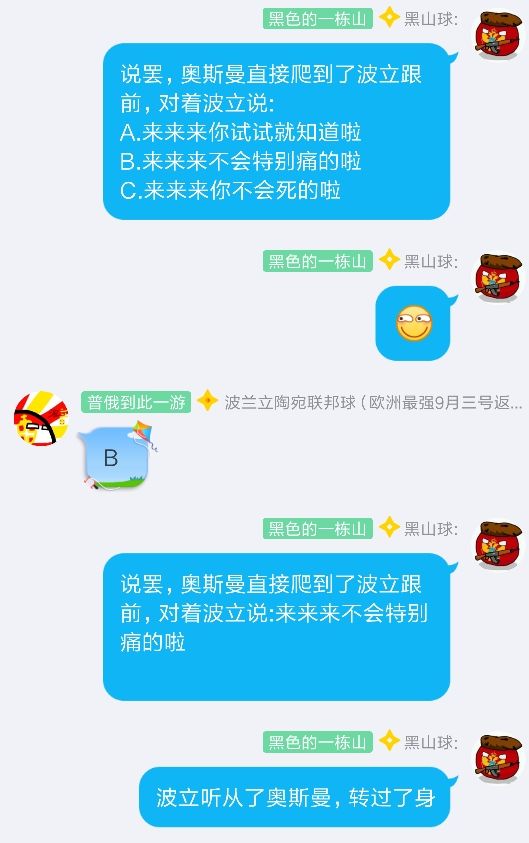 黑色的一栋山 黑山球:
说罢，奥斯曼直接爬到了波立跟
前，对着波立说:
A.来来来你试试就知道啦
B.来来来不会特别痛的啦
C.来来来你不会死的啦
黑色的一栋山 黑山球:
普俄到此一游 波兰立陶宛联邦球（欧洲最强9月三号返...
B
黑色的一栋山 黑山球:
说罢，奥斯曼直接爬到了波立跟
前，对着波立说:来来来不会特别
痛的啦
黑色的一栋山 黑山球:
波立听从了奥斯曼，转过了身